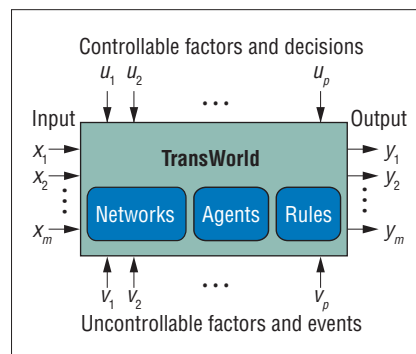 Controllable factors and decisions
u1 u2 ... up
Input Output
TransWorld
x1 y1
x2 y2
Networks Agents Rules
xm ym
v1 v2 ... vp
Uncontrollable factors and events